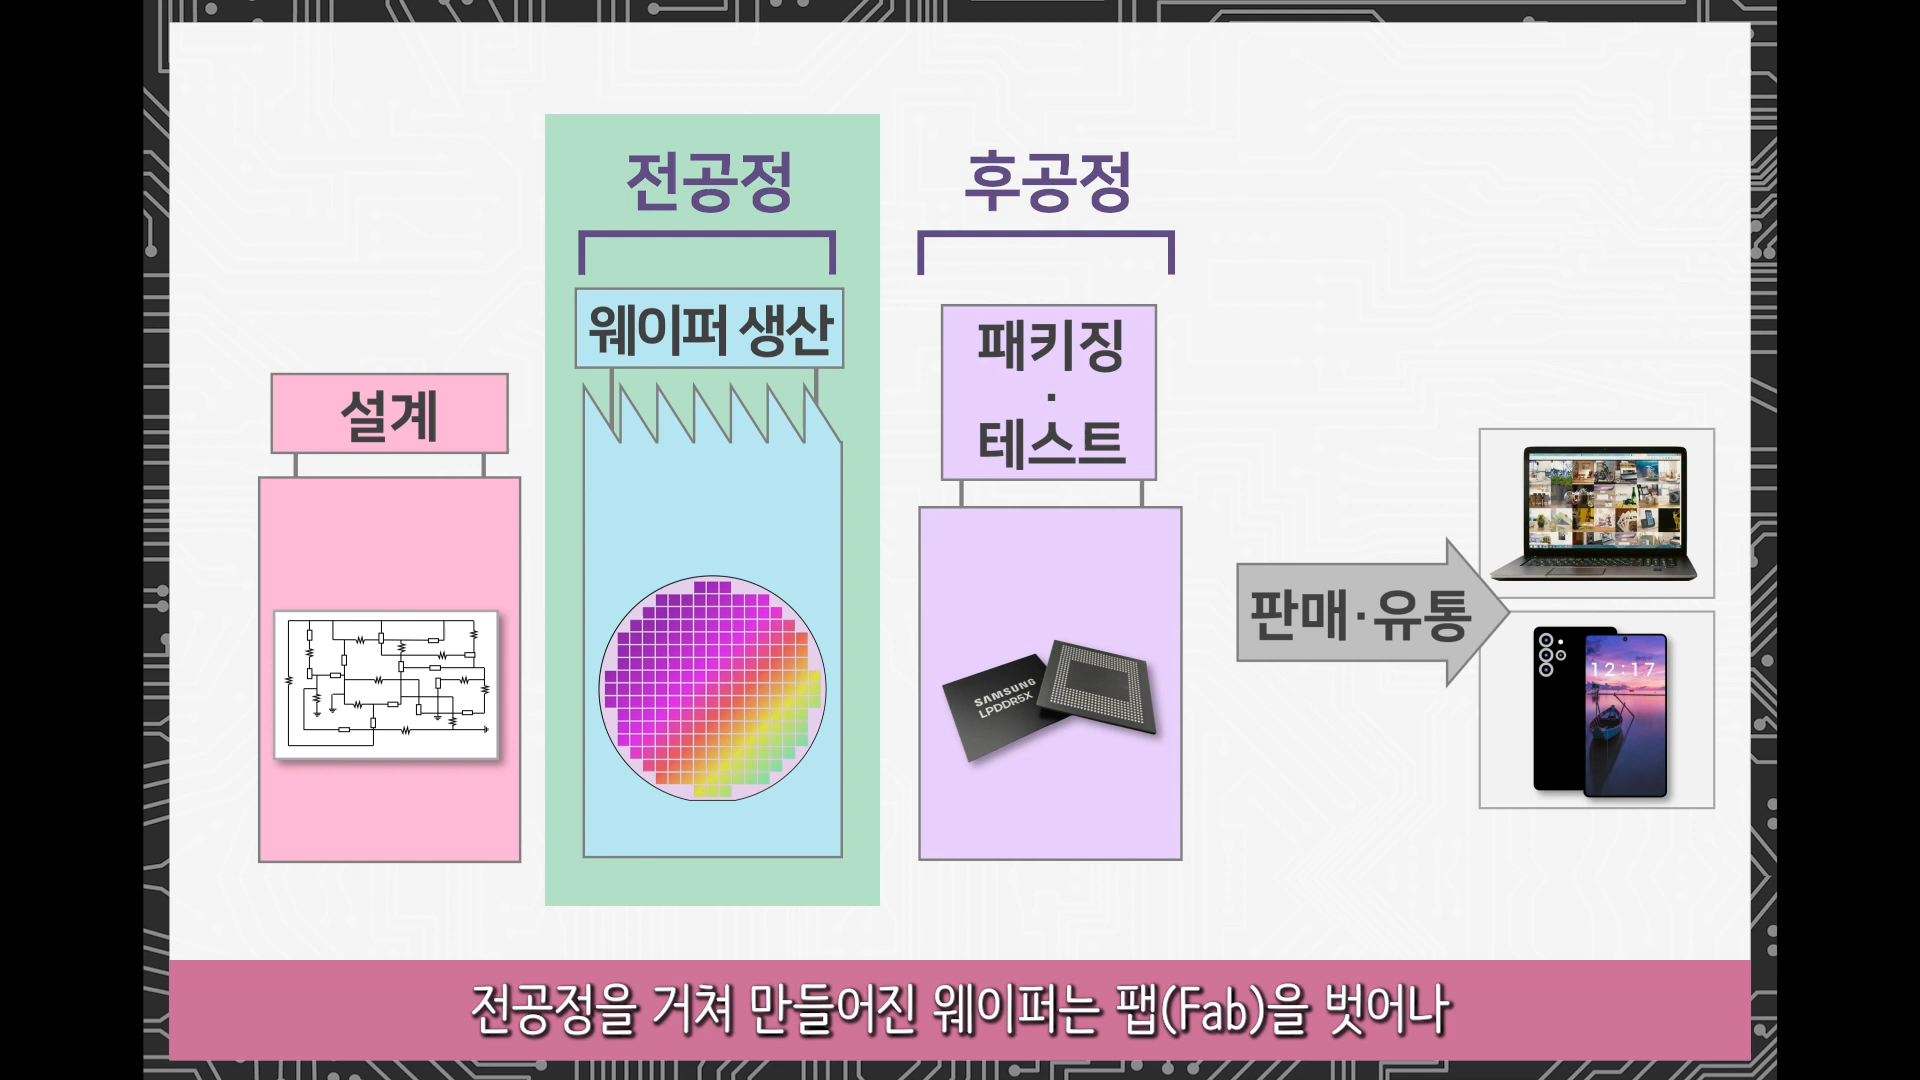 전공정
후공정
웨이퍼 생산
패키징
·
테스트
설계
SAMSUNG
LPDDR5X
판매·유통
12:17
전공정을 거쳐 만들어진 웨이퍼는 팹(Fab)을 벗어나